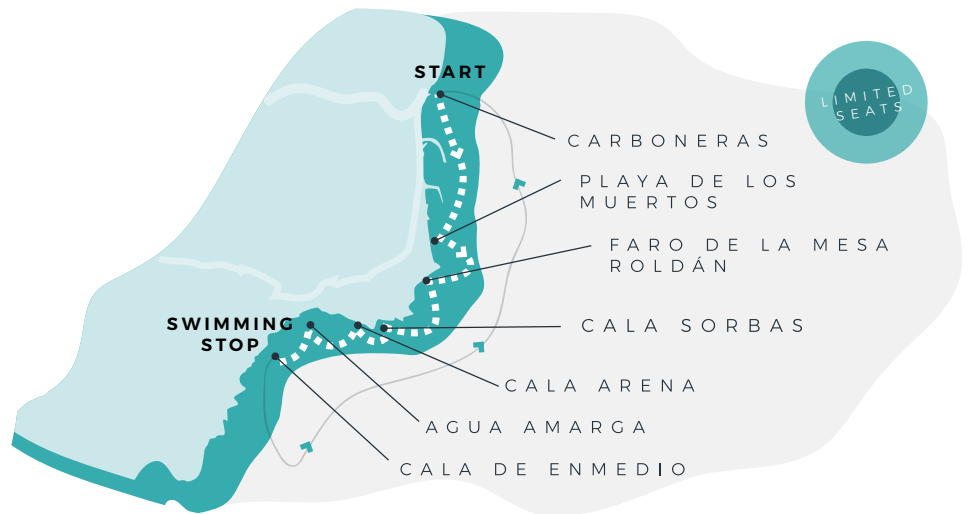 START
LIMITED
SEATS
CARBONERAS
PLAYA DE LOS
MUERTOS
FARO DE LA MESA
ROLDÁN
SWIMMING
STOP
CALA SORBAS
CALA ARENA
AGUA AMARGA
CALA DE ENMEDIO